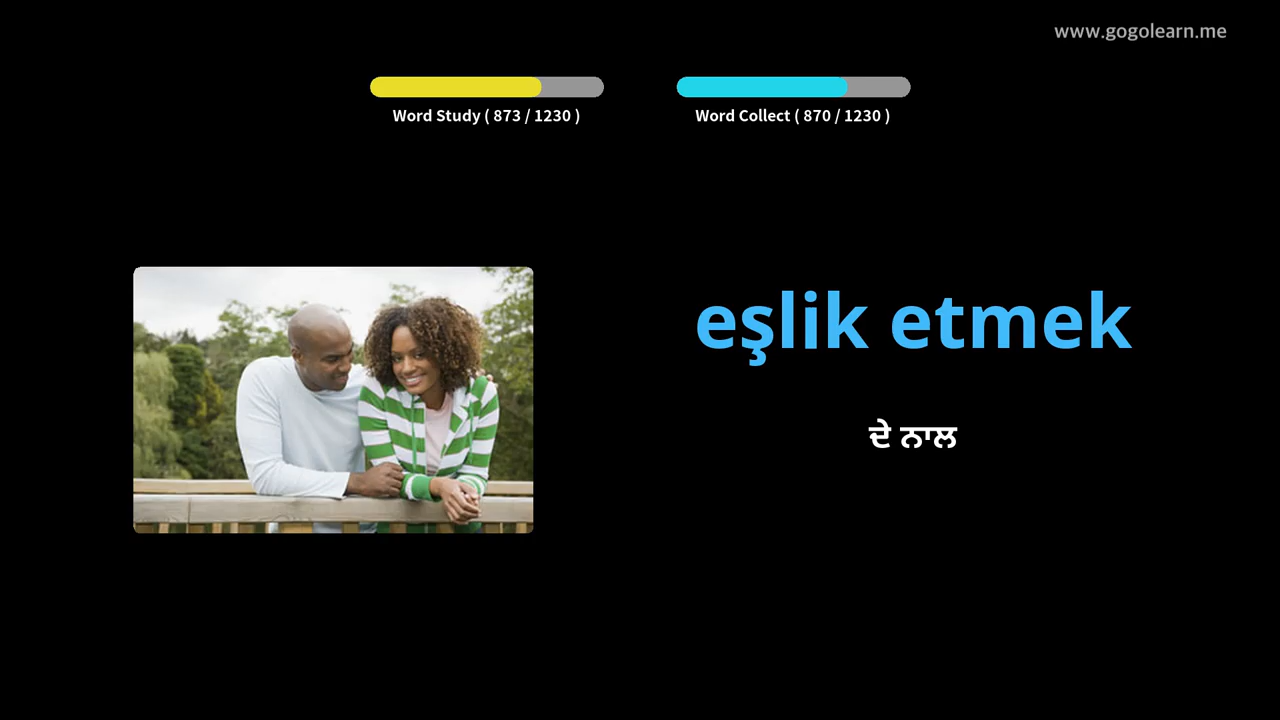 www.gogolearn.me
Word Study ( 873 / 1230 )
Word Collect ( 870 / 1230 )
eşlik etmek
ਦੇ ਨਾਲ